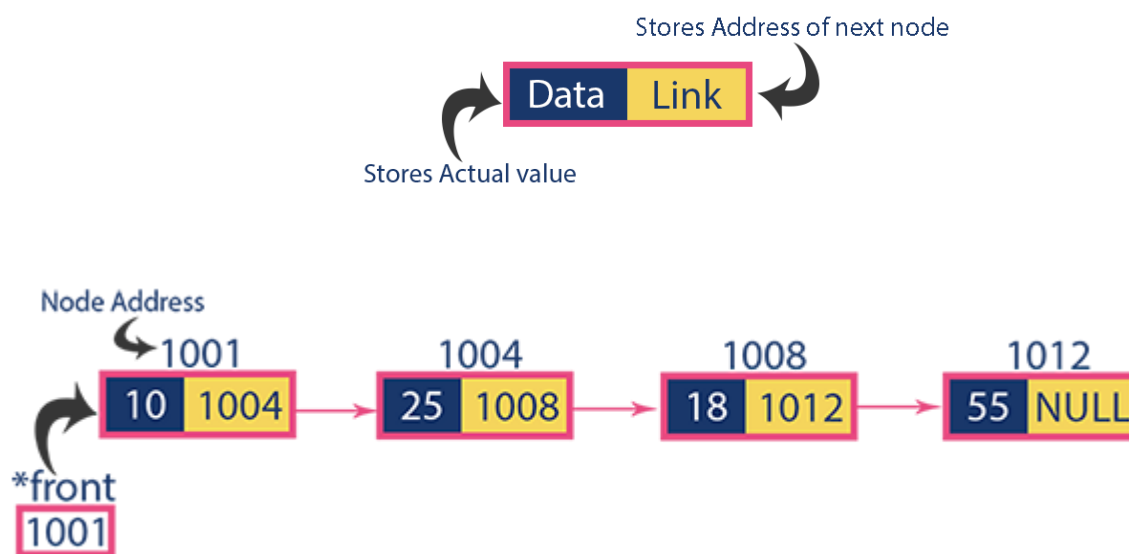 Stores Address of next node
Data Link
Stores Actual value
Node Address
1001 1004 1008 1012
10 1004 25 1008 18 1012 55 NULL
*front
1001